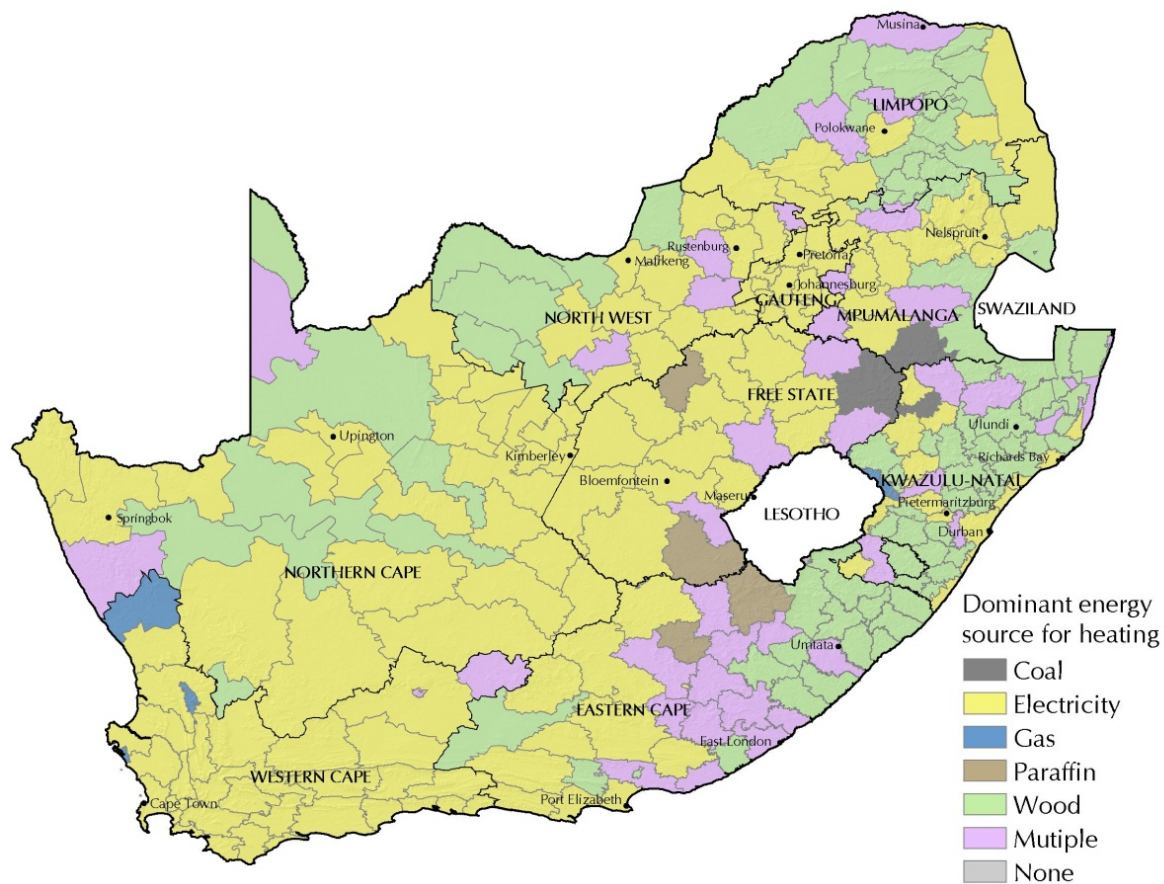 Musina
LIMPOPO
Polokwane
Nelspruit
Rustenburg
Pretoria
Mafikeng
Johannesburg
GAUTENG
SWAZILAND
MPUMALANGA
NORTH WEST
FREE STATE
Ulundi
Upington
Kimberley
Richards Bay
Bloemfontein
KWAZULU-NATAL
Maseru
Pietermaritzburg
LESOTHO
Springbok
Durban
NORTHERN CAPE
Umtata
EASTERN CAPE
East London
WESTERN CAPE
Port Elizabeth
Cape Town
Dominant energy
source for heating
Coal
Electricity
Gas
Paraffin
Wood
Mutiple
None